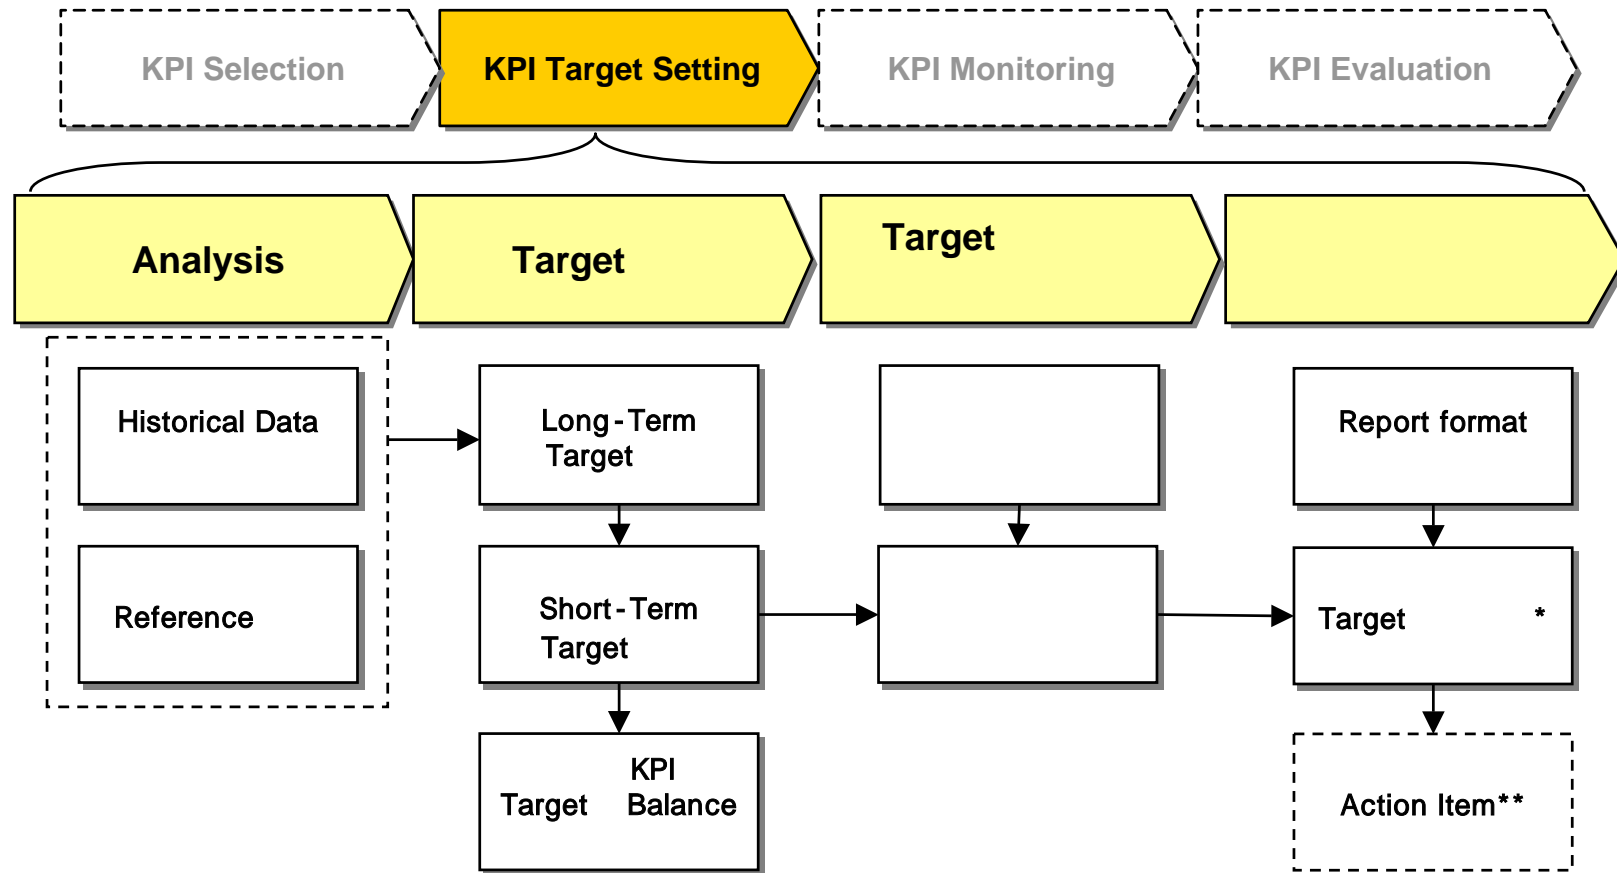 KPI Selection
KPI Target Setting
KPI Monitoring
KPI Evaluation
Analysis
Target
Target
Historical Data
Reference
Long-Term
Target
Short-Term
Target
KPI
Target Balance
Report format
Target *
Action Item**